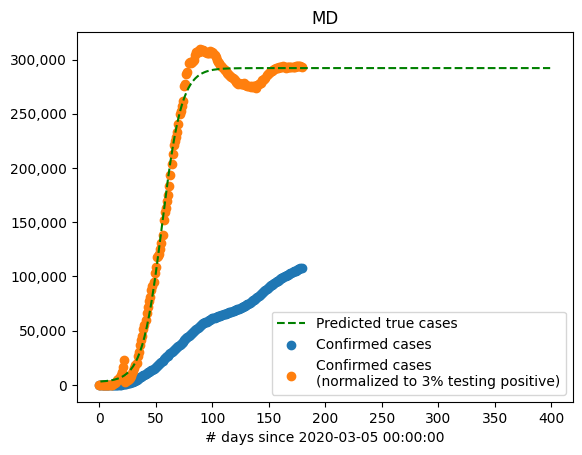 MD
300,000
250,000
200,000
150,000
100,000
50,000
0
0 50 100 150 200 250 300 350 400
# days since 2020-03-05 00:00:00
Predicted true cases
Confirmed cases
Confirmed cases
(normalized to 3% testing positive)